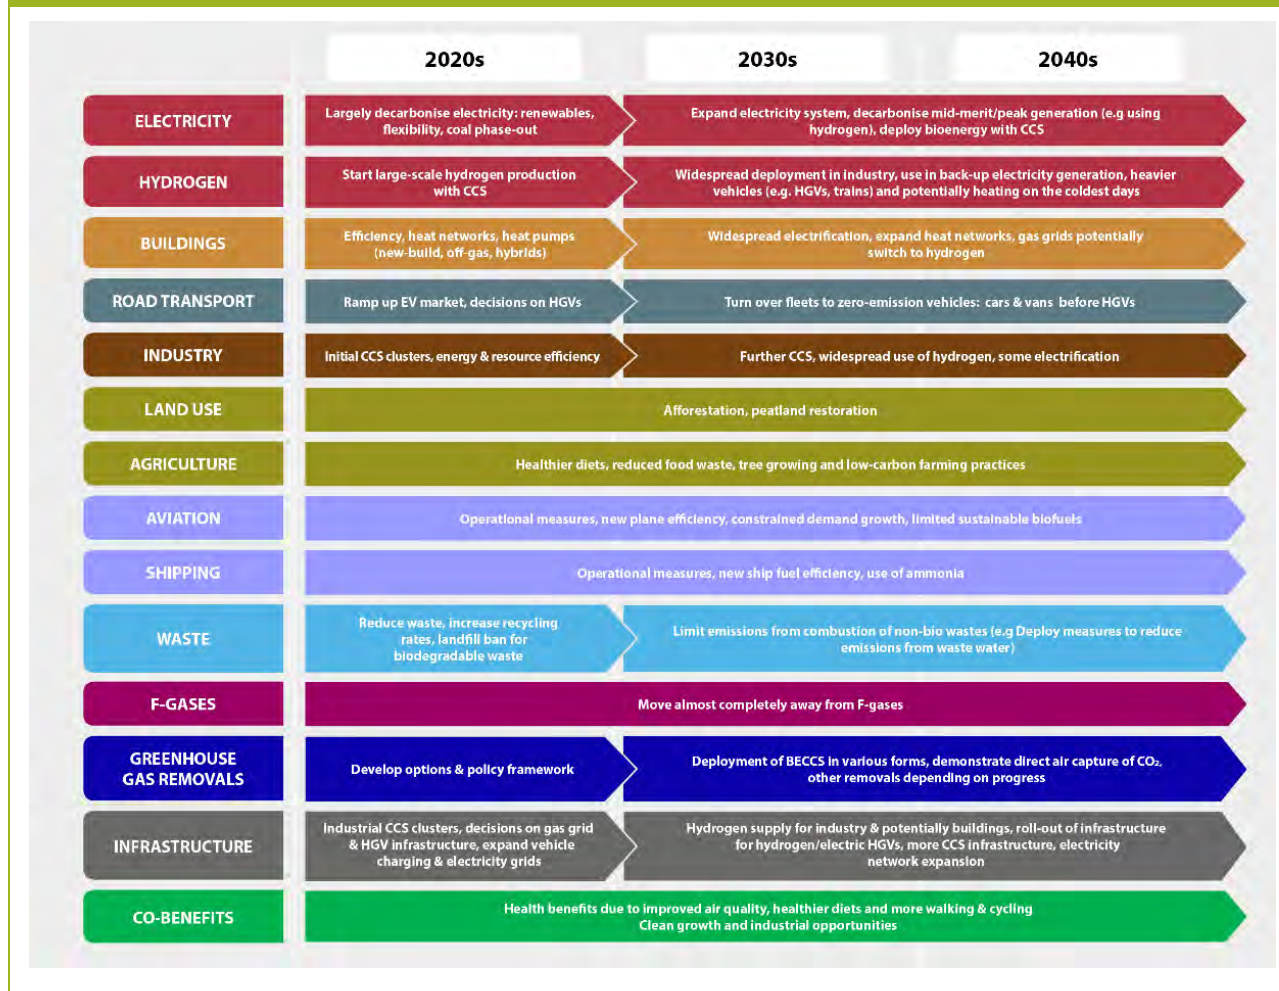 2020s
2030s
2040s
ELECTRICITY
Largely decarbonise electricity: renewables,
flexibility, coal phase-out
Expand electricity system, decarbonise mid-merit/peak generation (e.g using
hydrogen), deploy bioenergy with CCS
HYDROGEN
Start large-scale hydrogen production
with CCS
Widespread deployment in industry, use in back-up electricity generation, heavier
vehicles (e.g. HGVs, trains) and potentially heating on the coldest days
BUILDINGS
Efficiency, heat networks, heat pumps
(new-build, off-gas, hybrids)
Widespread electrification, expand heat networks, gas grids potentially
switch to hydrogen
ROAD TRANSPORT
Ramp up EV market, decisions on HGVs
Turn over fleets to zero-emission vehicles: cars & vans before HGVs
INDUSTRY
Initial CCS clusters, energy & resource efficiency
Further CCS, widespread use of hydrogen, some electrification
LAND USE
Afforestation, peatland restoration
AGRICULTURE
Healthier diets, reduced food waste, tree growing and low-carbon farming practices
AVIATION
Operational measures, new plane efficiency, constrained demand growth, limited sustainable biofuels
SHIPPING
Operational measures, new ship fuel efficiency, use of ammonia
WASTE
Reduce waste, increase recycling
rates, landfill ban for
biodegradable waste
Limit emissions from combustion of non-bio wastes (e.g Deploy measures to reduce
emissions from waste water)
F-GASES
Move almost completely away from F-gases
GREENHOUSE
GAS REMOVALS
Develop options & policy framework
Deployment of BECCS in various forms, demonstrate direct air capture of CO₂,
other removals depending on progress
INFRASTRUCTURE
Industrial CCS clusters, decisions on gas grid
& HGV infrastructure, expand vehicle
charging & electricity grids
Hydrogen supply for industry & potentially buildings, roll-out of infrastructure
for hydrogen/electric HGVs, more CCS infrastructure, electricity
network expansion
CO-BENEFITS
Health benefits due to improved air quality, healthier diets and more walking & cycling
Clean growth and industrial opportunities